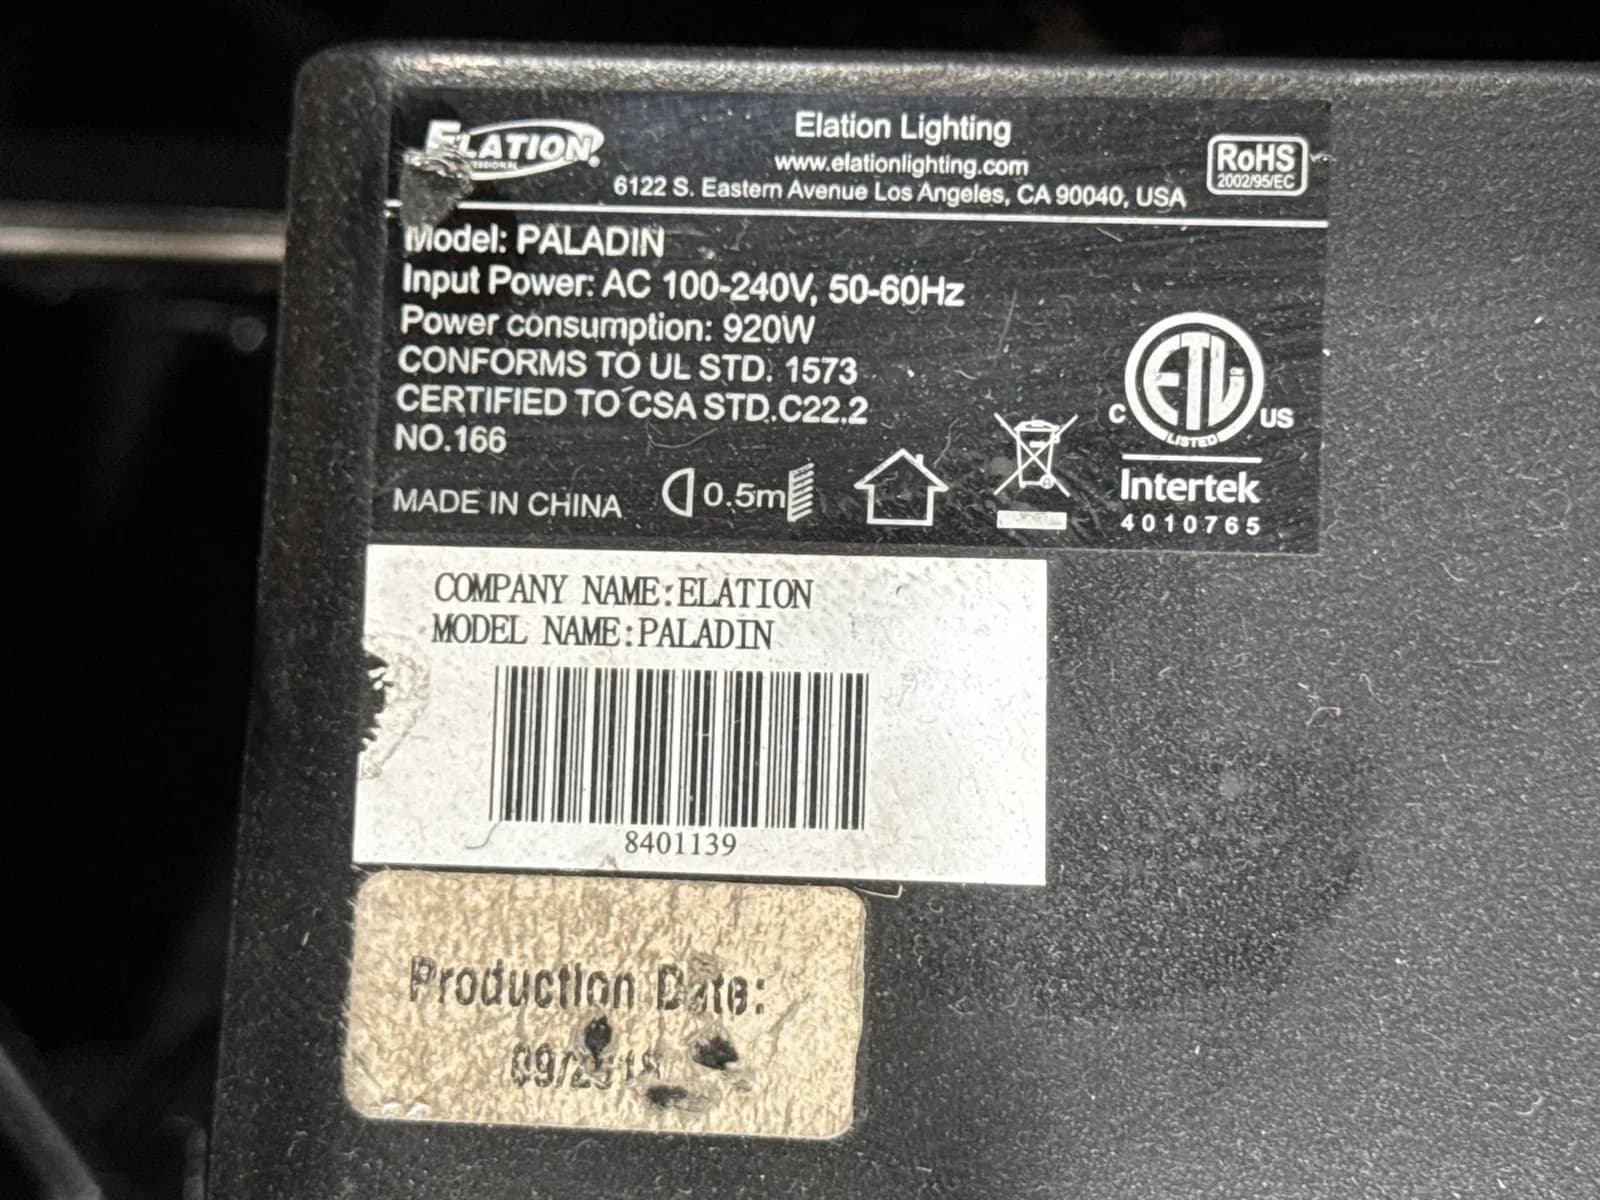 ELATION®
Elation Lighting
www.elationlighting.com
6122 S. Eastern Avenue Los Angeles, CA 90040, USA
RoHS
2002/95/EC
Model: PALADIN
Input Power: AC 100-240V, 50-60Hz
Power consumption: 920W
CONFORMS TO UL STD. 1573
CERTIFIED TO CSA STD.C22.2
NO.166
MADE IN CHINA
0.5m
C ETL US
LISTED
Intertek
4010765
COMPANY NAME:ELATION
MODEL NAME:PALADIN
8401139
Production Date: